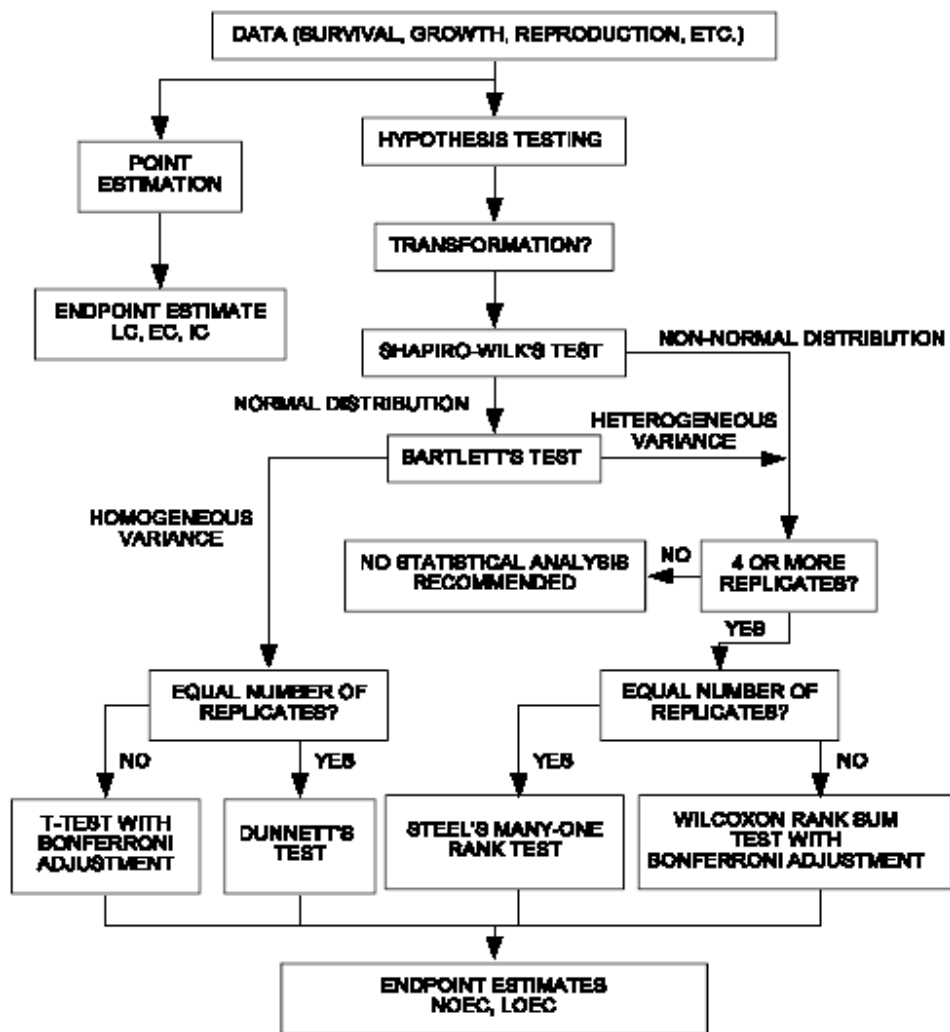 DATA (SURVIVAL, GROWTH, REPRODUCTION, ETC.)
HYPOTHESIS TESTING
POINT
ESTIMATION
TRANSFORMATION?
ENDPOINT ESTIMATE
LC, EC, IC
SHAPIRO-WILK'S TEST
NON-NORMAL DISTRIBUTION
NORMAL DISTRIBUTION
HETEROGENEOUS
VARIANCE
BARTLETT'S TEST
HOMOGENEOUS
VARIANCE
NO STATISTICAL ANALYSIS
RECOMMENDED
NO
4 OR MORE
REPLICATES?
YES
EQUAL NUMBER OF
REPLICATES?
EQUAL NUMBER OF
REPLICATES?
NO
YES
YES
NO
T-TEST WITH
BONFERRONI
ADJUSTMENT
DUNNETT'S
TEST
STEEL'S MANY-ONE
RANK TEST
WILCOXON RANK SUM
TEST WITH
BONFERRONI ADJUSTMENT
ENDPOINT ESTIMATES
NOEC, LOEC